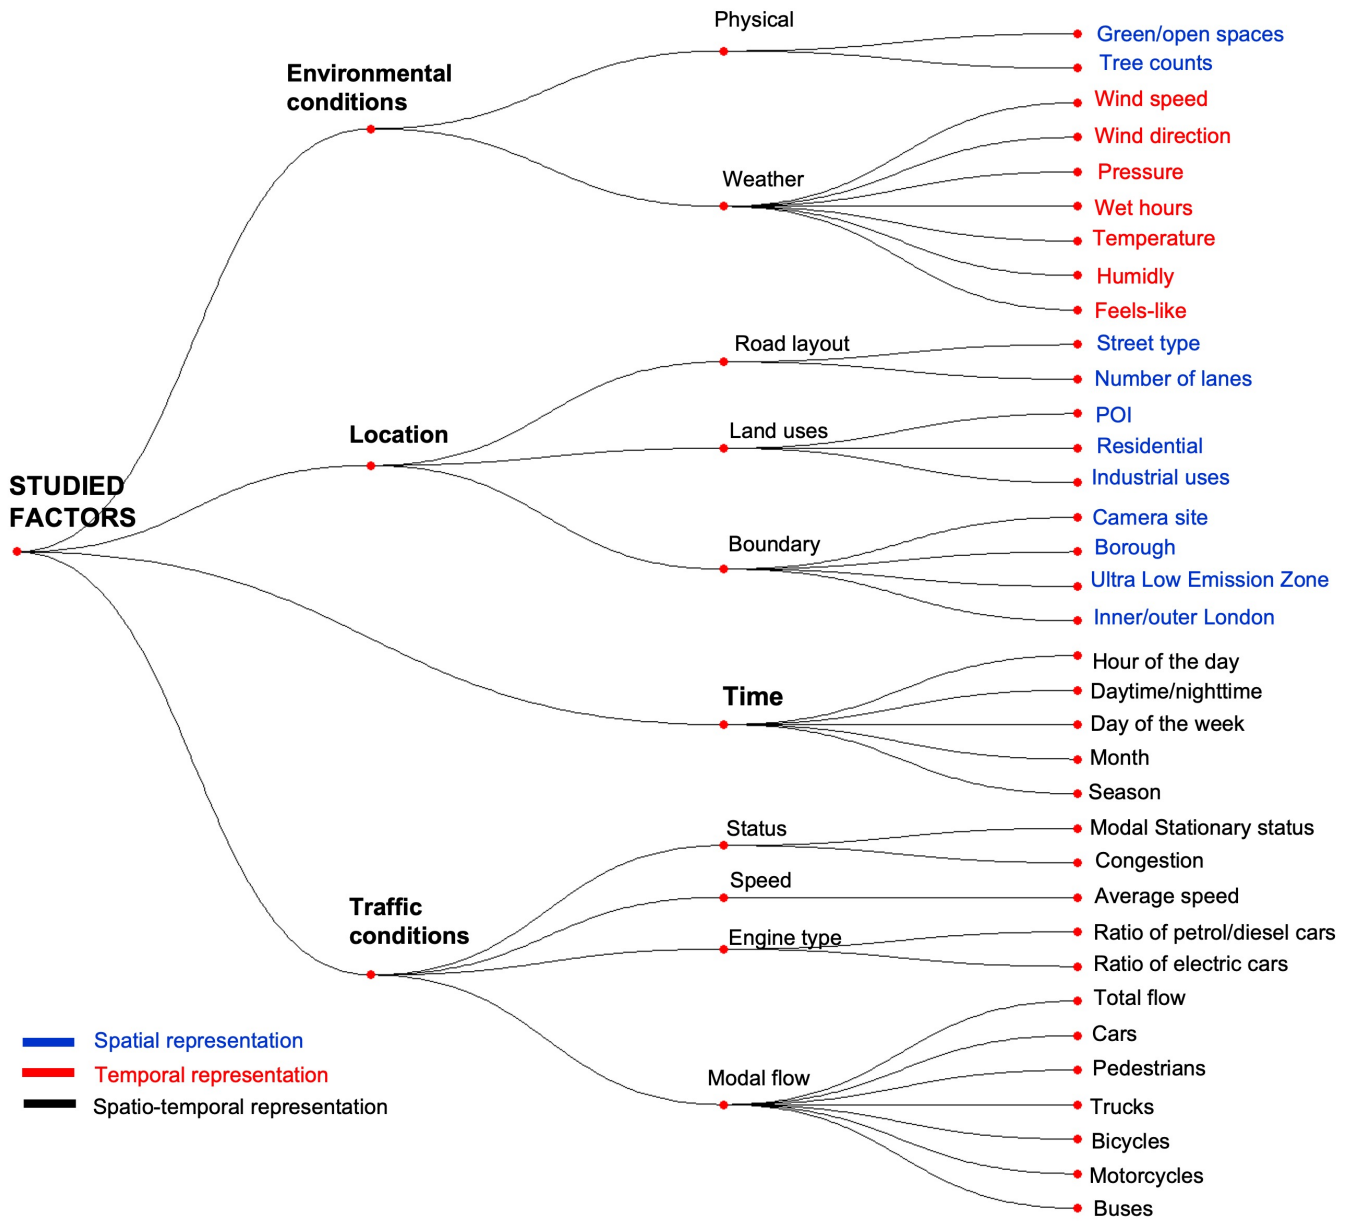 Physical
Green/open spaces
Tree counts
Environmental
conditions
Wind speed
Wind direction
Weather
Pressure
Wet hours
Temperature
Humidly
Feels-like
Road layout
Street type
Number of lanes
Location
Land uses
POI
Residential
Industrial uses
STUDIED
FACTORS
Boundary
Camera site
Borough
Ultra Low Emission Zone
Inner/outer London
Time
Hour of the day
Daytime/nighttime
Day of the week
Month
Season
Status
Modal Stationary status
Congestion
Traffic
conditions
Speed
Average speed
Engine type
Ratio of petrol/diesel cars
Ratio of electric cars
Modal flow
Total flow
Cars
Pedestrians
Trucks
Bicycles
Motorcycles
Buses
Spatial representation
Temporal representation
Spatio-temporal representation